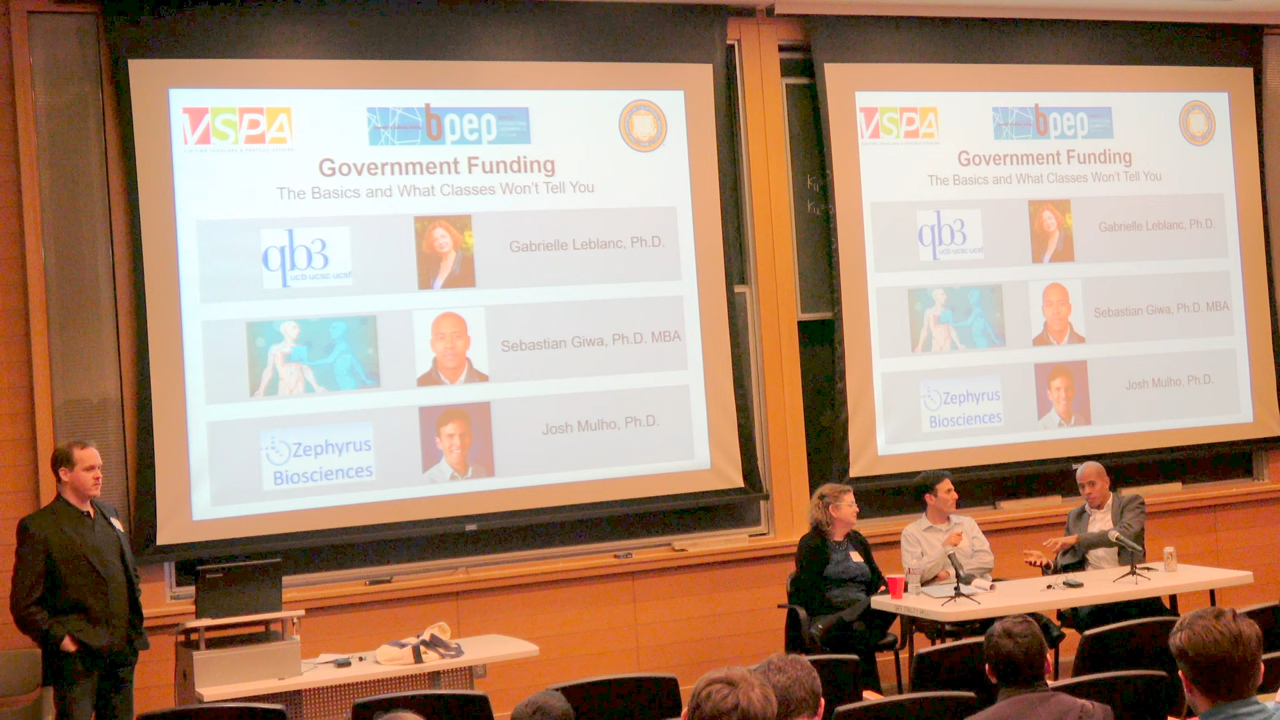 VSPA
bpep
Government Funding
The Basics and What Classes Won't Tell You
qb3
ucb·ucsc·ucsf
Gabrielle Leblanc, Ph.D.
Sebastian Giwa, Ph.D. MBA
Zephyrus
Biosciences
Josh Mulho, Ph.D.
VSPA
bpep
Government Funding
The Basics and What Classes Won't Tell You
qb3
ucb·ucsc·ucsf
Gabrielle Leblanc, Ph.D.
Sebastian Giwa, Ph.D. MBA
Zephyrus
Biosciences
Josh Mulho, Ph.D.